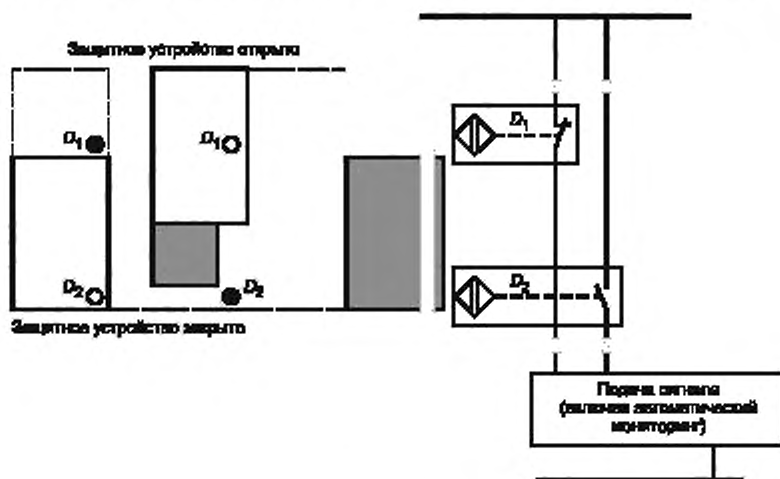 Защитное устройство открыто
D1
D1
D1
D2
D2
D2
Защитное устройство закрыто
Подача сигнала
(включая автоматический
мониторинг)